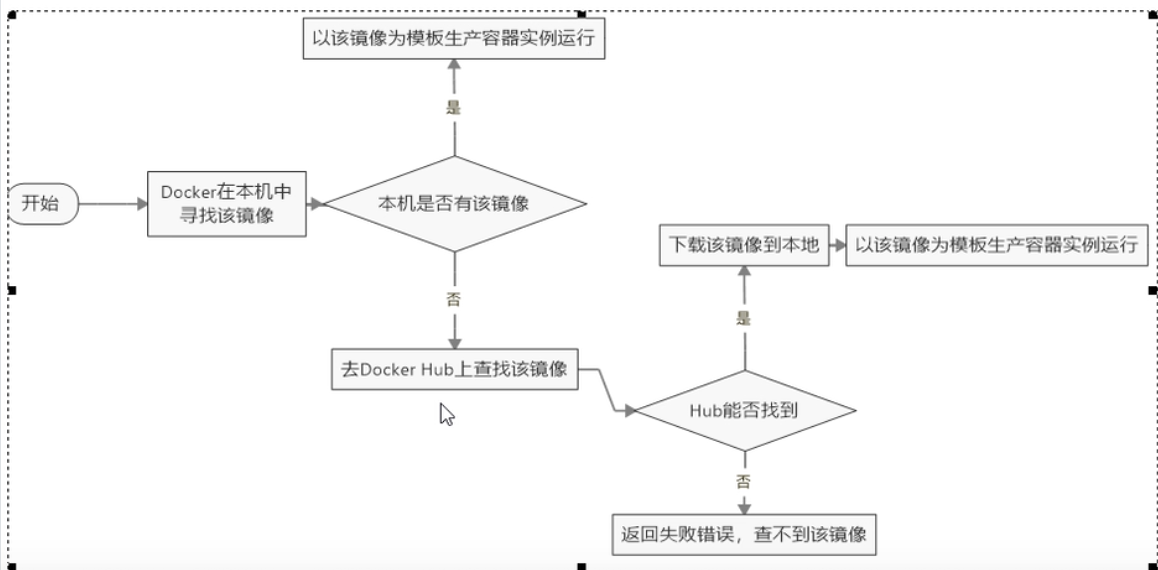 以该镜像为模板生产容器实例运行
是
开始
Docker在本机中
寻找该镜像
本机是否有该镜像
否
去Docker Hub上查找该镜像
下载该镜像到本地
以该镜像为模板生产容器实例运行
是
Hub能否找到
否
返回失败错误，查不到该镜像